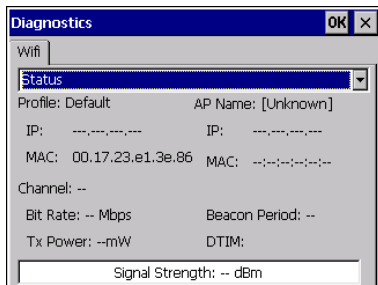 Diagnostics OK ×
Wifi
Status
Profile: Default AP Name: [Unknown]
IP: ---.---.---.--- IP: ---.---.---.---
MAC: 00.17.23.e1.3e.86 MAC: --:--:--:--:--:--
Channel: --
Bit Rate: -- Mbps Beacon Period: --
Tx Power: --mW DTIM:
Signal Strength: -- dBm